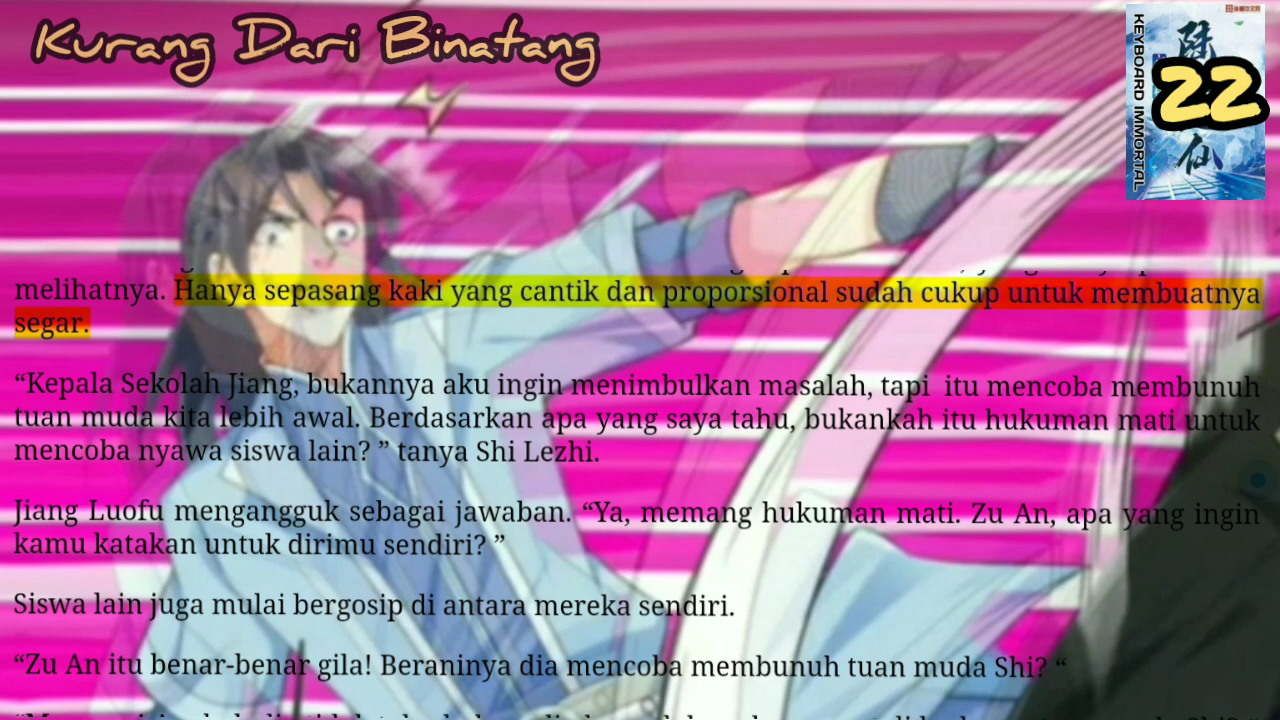 Kurang Dari Binatang
KEYBOARD IMMORTAL
陆
仙
22
melihatnya. Hanya sepasang kaki yang cantik dan proporsional sudah cukup untuk membuatnya
segar.
“Kepala Sekolah Jiang, bukannya aku ingin menimbulkan masalah, tapi itu mencoba membunuh
tuan muda kita lebih awal. Berdasarkan apa yang saya tahu, bukankah itu hukuman mati untuk
mencoba nyawa siswa lain? ” tanya Shi Lezhi.
Jiang Luofu mengangguk sebagai jawaban. “Ya, memang hukuman mati. Zu An, apa yang ingin
kamu katakan untuk dirimu sendiri? ”
Siswa lain juga mulai bergosip di antara mereka sendiri.
“Zu An itu benar-benar gila! Beraninya dia mencoba membunuh tuan muda Shi? “